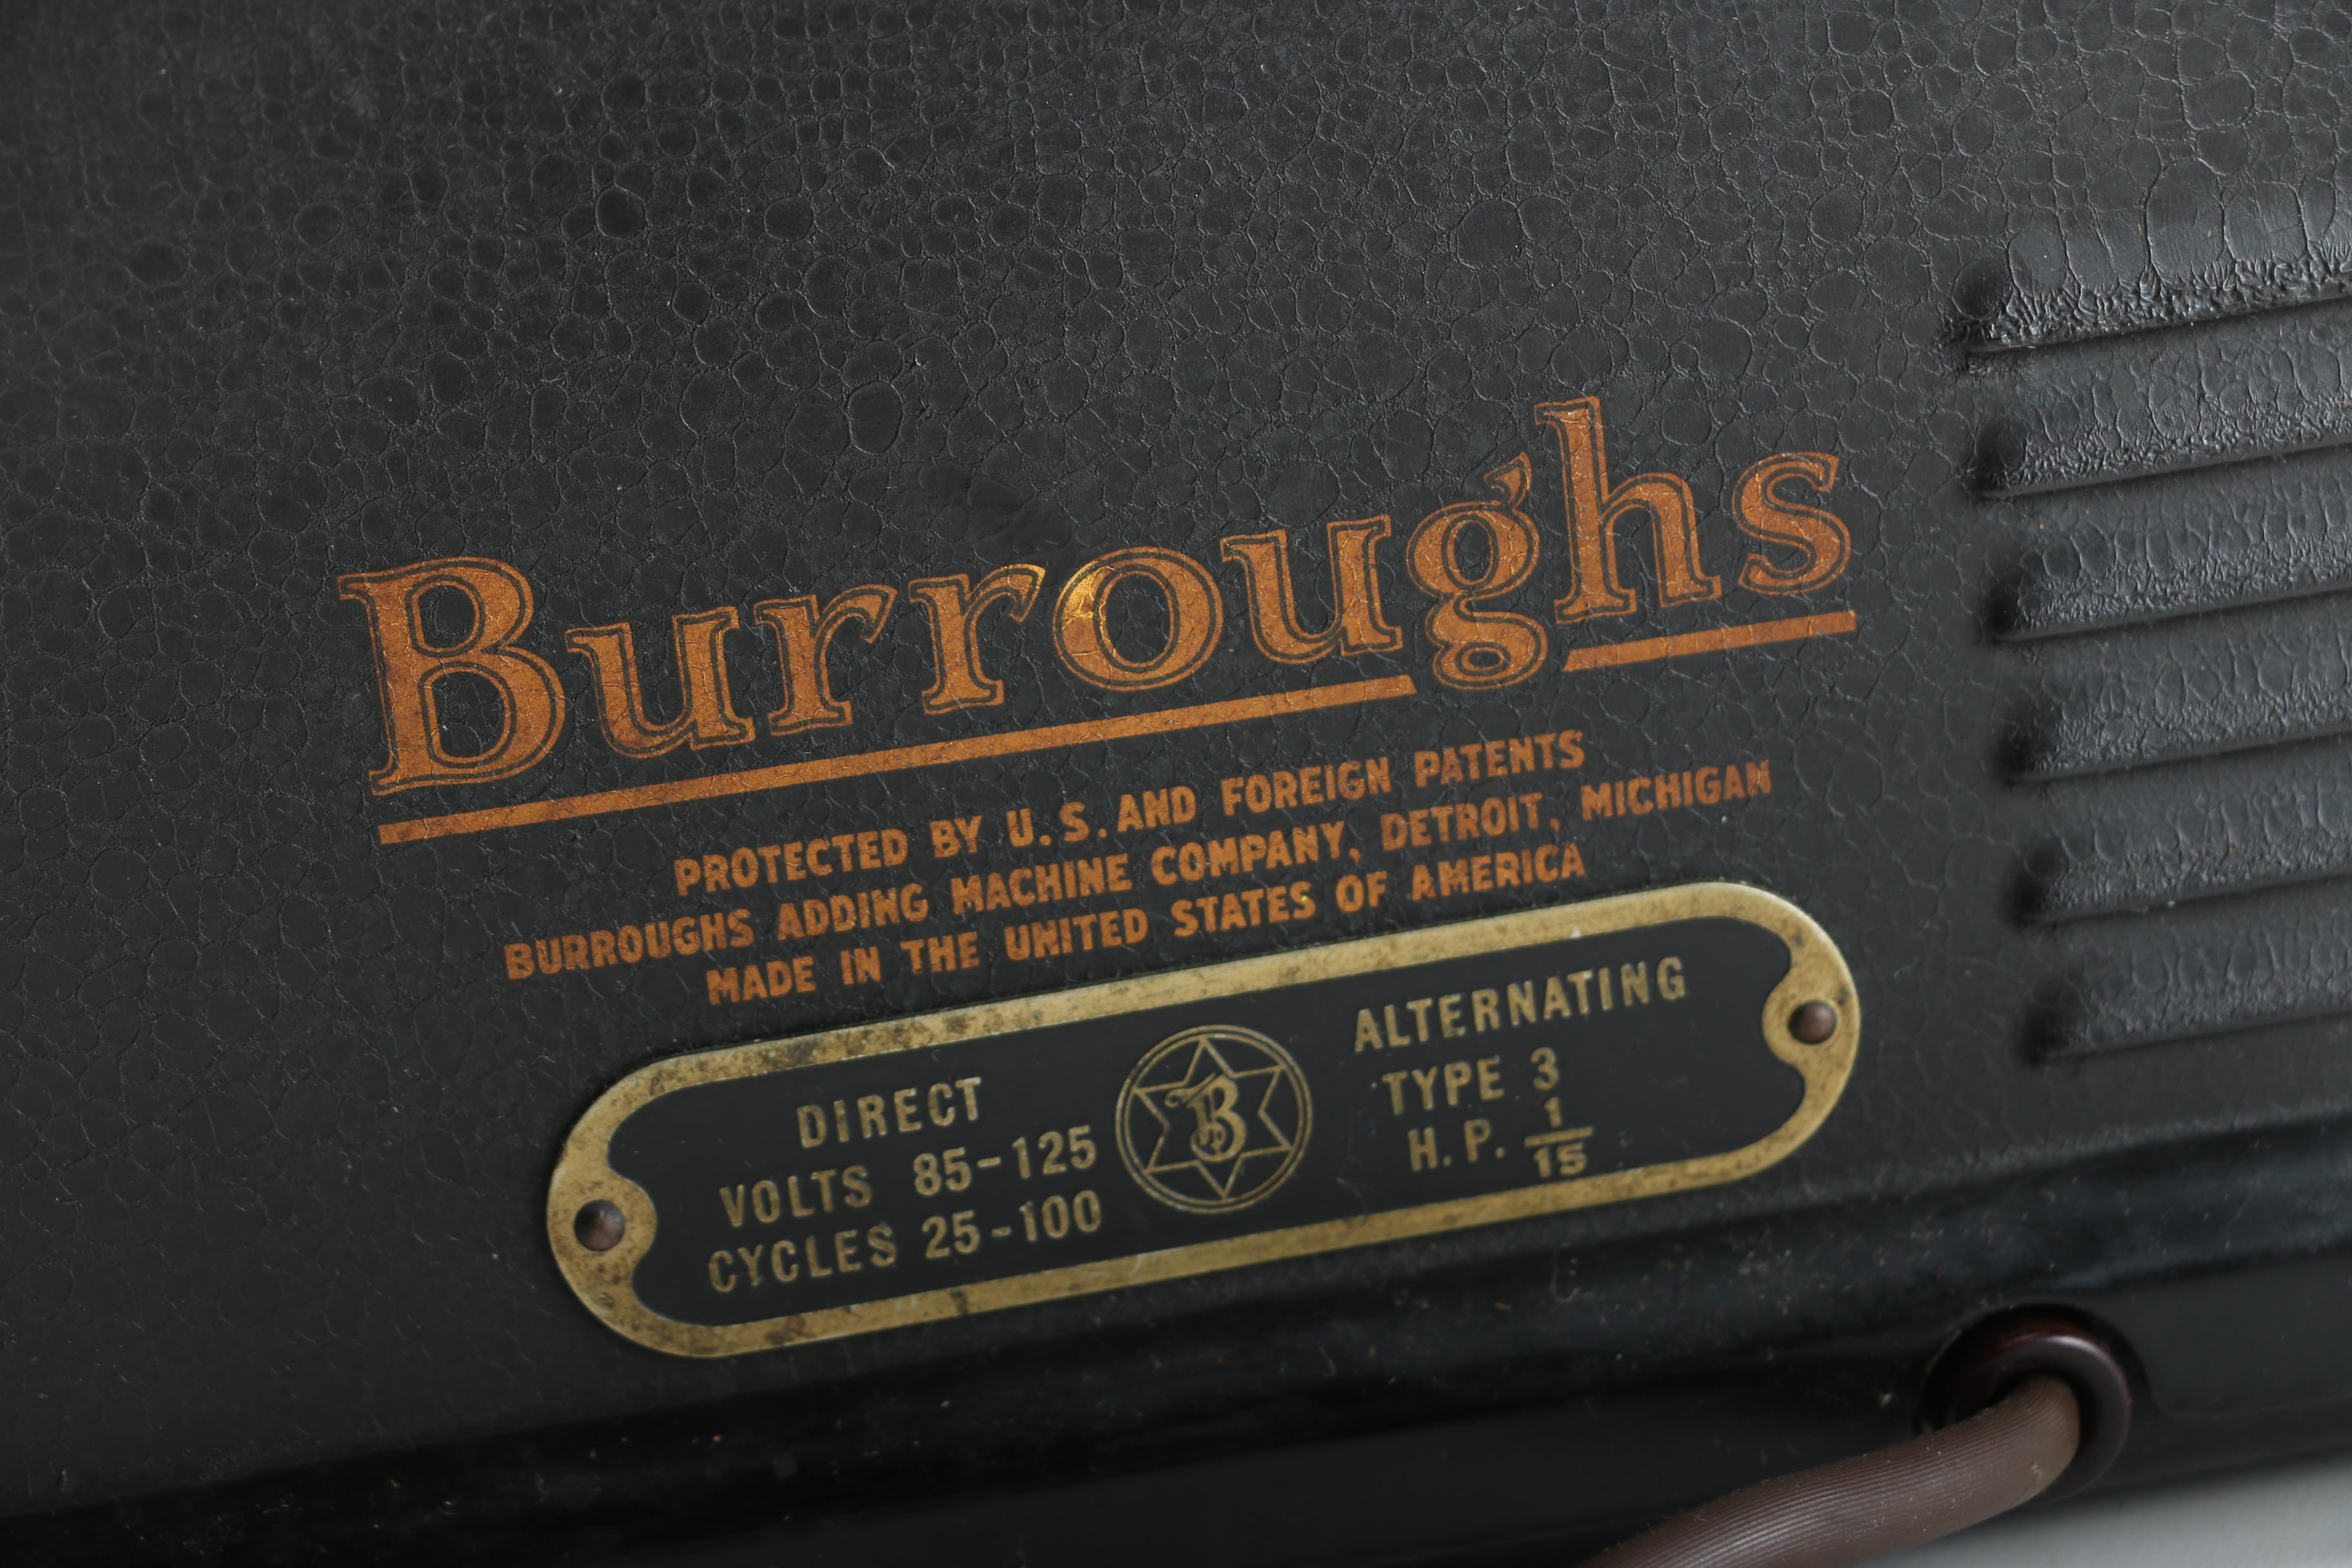 Burroughs
PROTECTED BY U.S. AND FOREIGN PATENTS
BURROUGHS ADDING MACHINE COMPANY, DETROIT, MICHIGAN
MADE IN THE UNITED STATES OF AMERICA
DIRECT
VOLTS 85-125
CYCLES 25-100
B
ALTERNATING
TYPE 3
H.P. 1/15